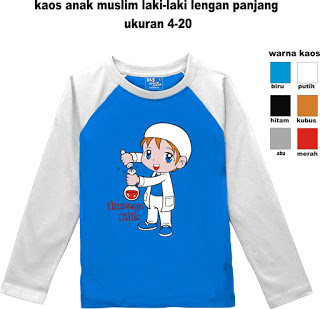 kaos anak muslim laki-laki lengan panjang
ukuran 4-20
warna kaos
biru putih
hitam kubus
abu merah
ilmuwan
cilik